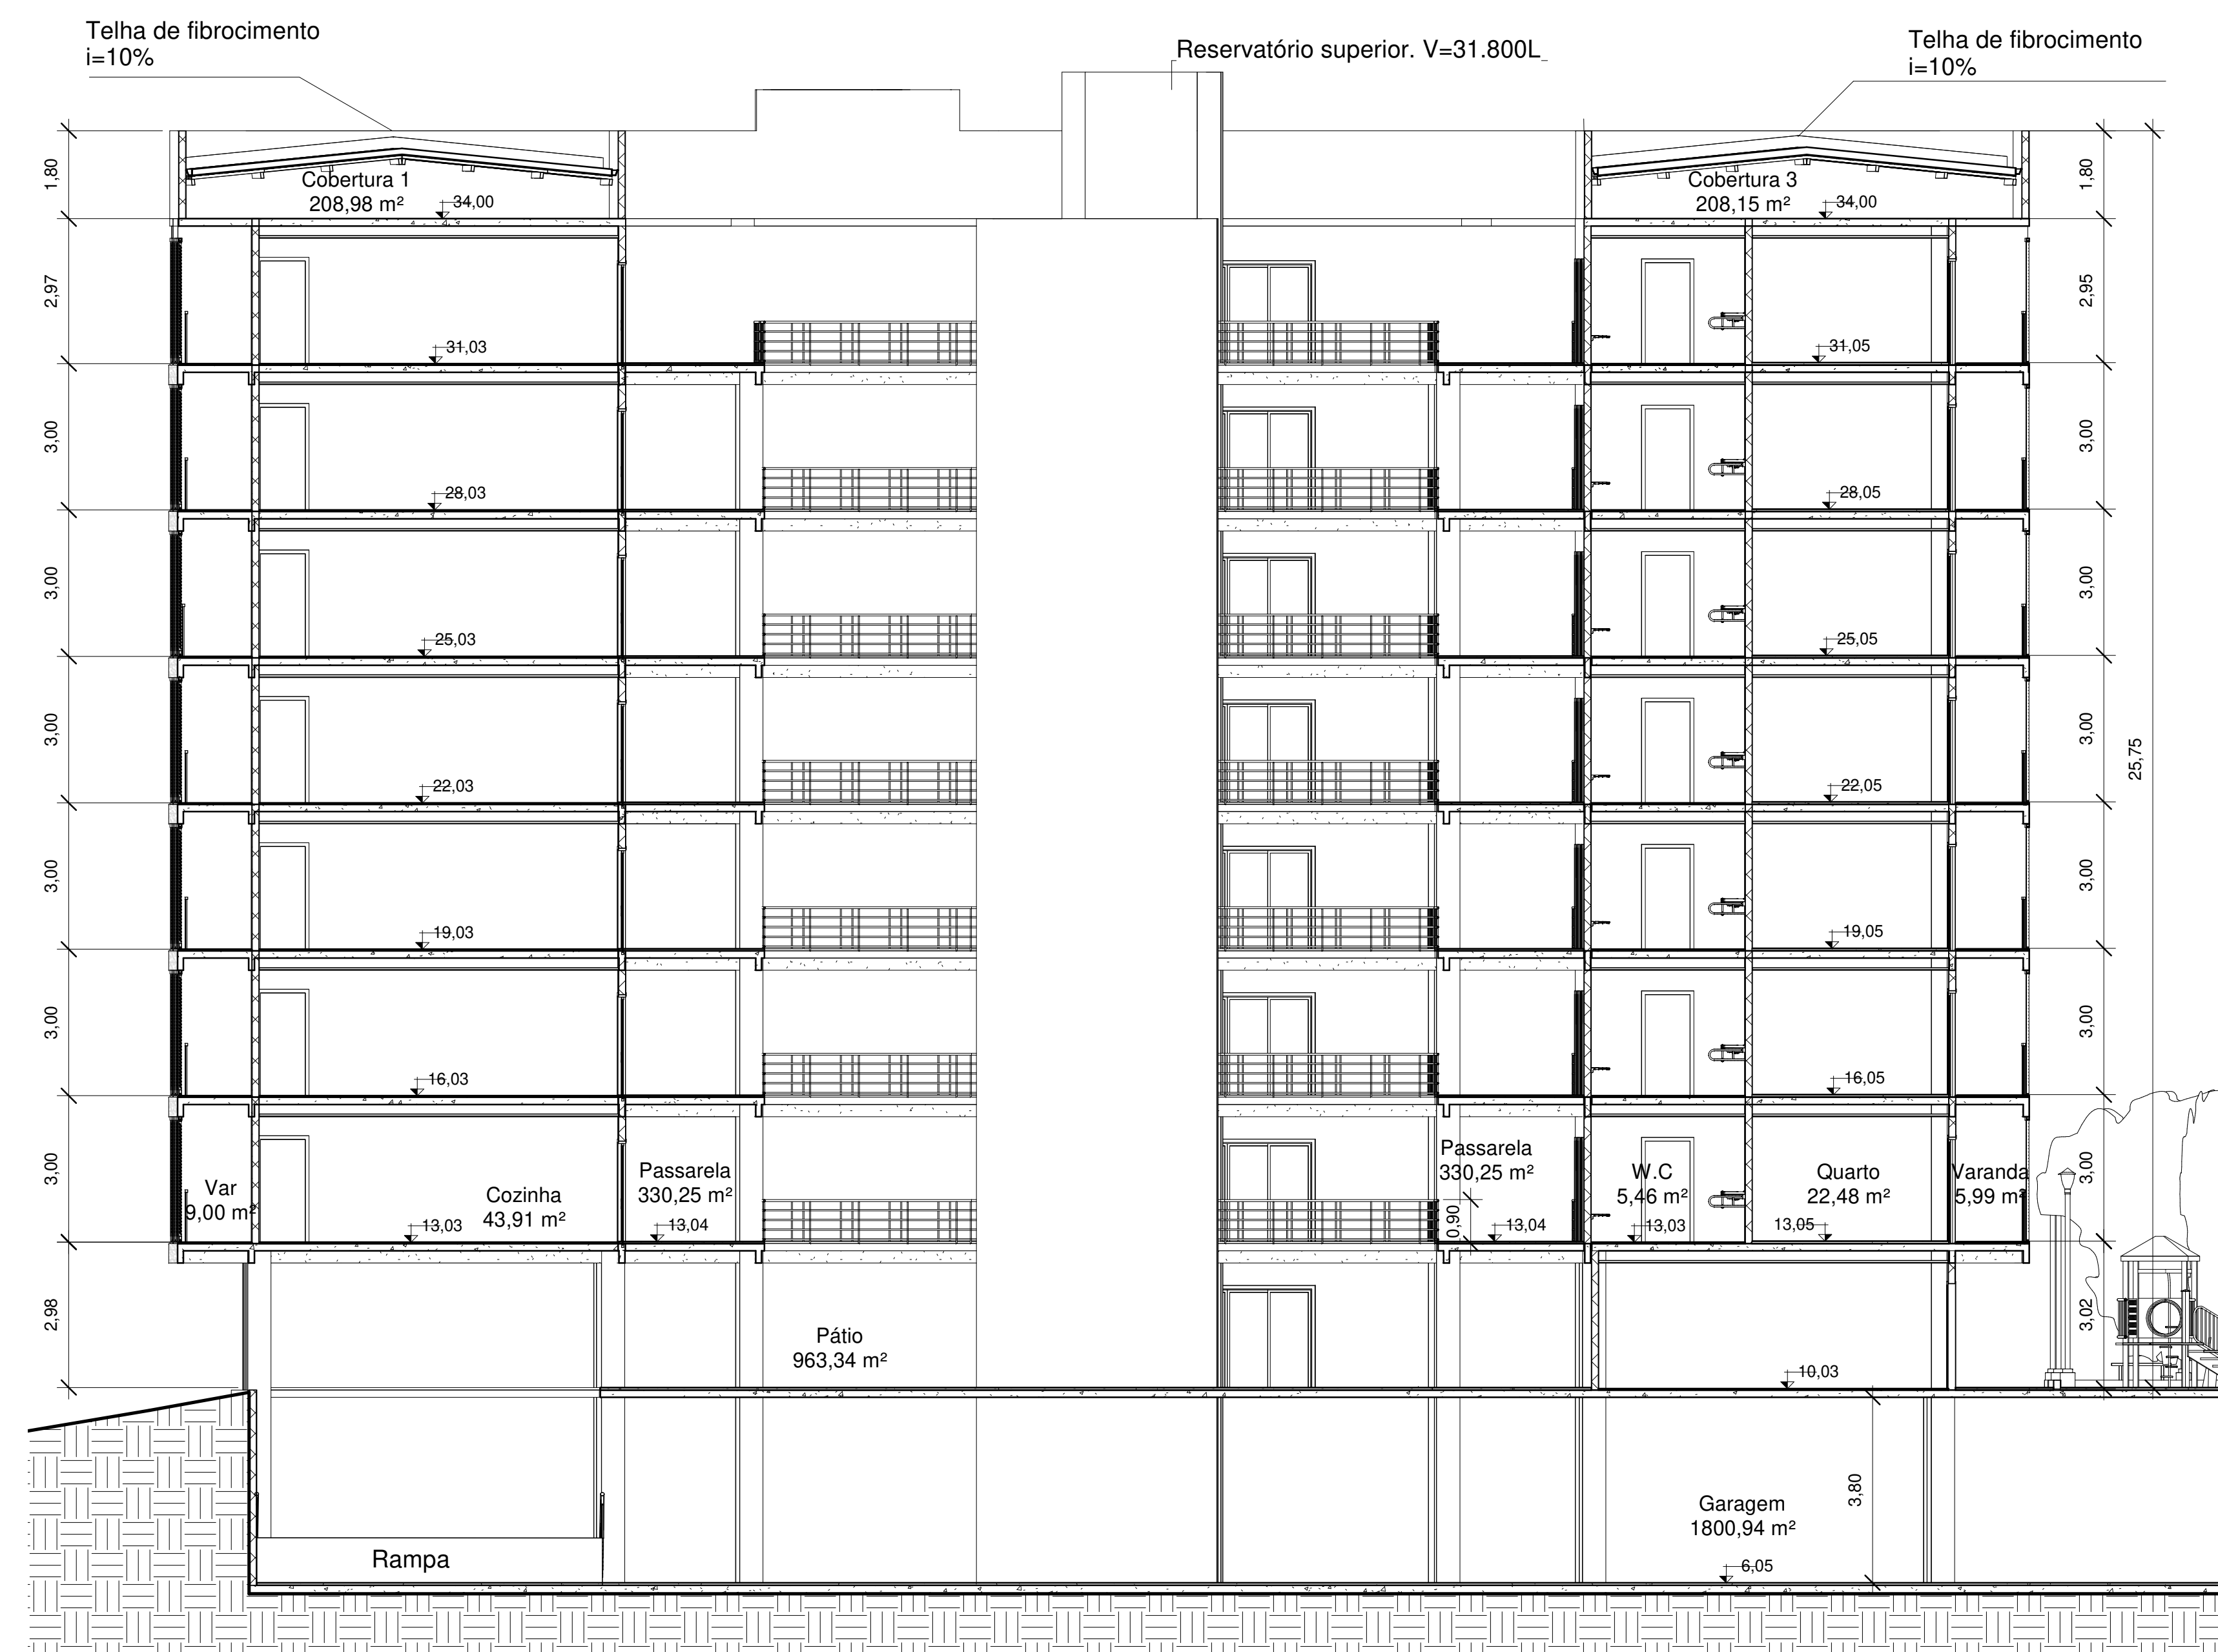 Telha de fibrocimento
i=10%
Reservatório superior. V=31.800L
Telha de fibrocimento
i=10%
1,80
Cobertura 1
208,98 m²
34,00
Cobertura 3
208,15 m²
34,00
1,80
2,97
31,03
31,05
2,95
3,00
28,03
28,05
3,00
3,00
25,03
25,05
3,00
3,00
22,03
22,05
3,00
25,75
3,00
19,03
19,05
3,00
3,00
16,03
16,05
3,00
3,00
Var
9,00 m²
Cozinha
43,91 m²
13,03
Passarela
330,25 m²
13,04
Passarela
330,25 m²
0,90
13,04
W.C
5,46 m²
13,03
Quarto
22,48 m²
13,05
Varanda
5,99 m²
3,00
2,98
Pátio
963,34 m²
10,03
3,02
Rampa
Garagem
1800,94 m²
3,80
6,05